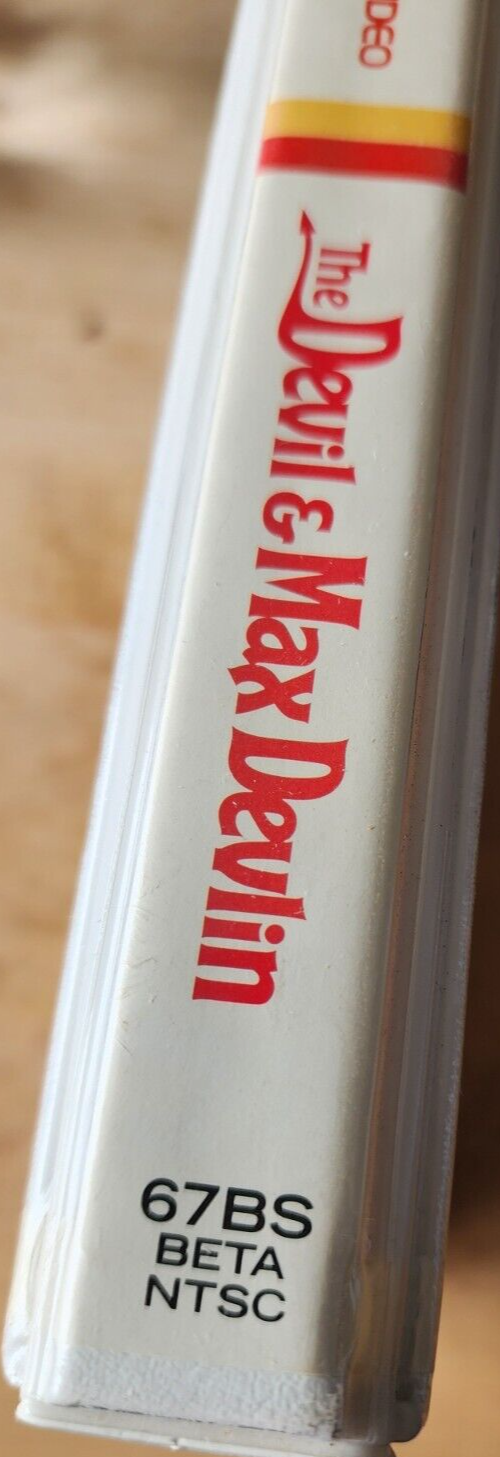 The Devil & Max Devlin
67BS
BETA
NTSC